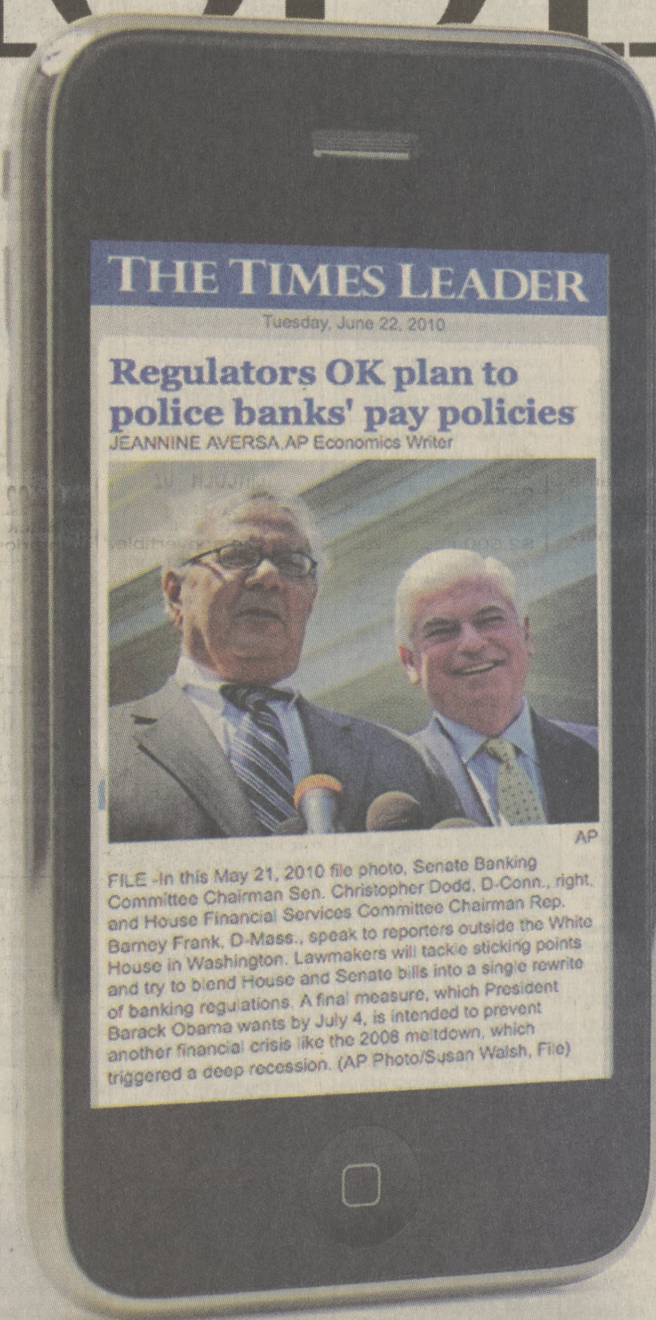 THE TIMES LEADER
Tuesday, June 22, 2010
Regulators OK plan to
police banks' pay policies
JEANNINE AVERSA,AP Economics Writer
AP
FILE -In this May 21, 2010 file photo, Senate Banking
Committee Chairman Sen. Christopher Dodd, D-Conn., right,
and House Financial Services Committee Chairman Rep.
Barney Frank, D-Mass., speak to reporters outside the White
House in Washington. Lawmakers will tackle sticking points
and try to blend House and Senate bills into a single rewrite
of banking regulations. A final measure, which President
Barack Obama wants by July 4, is intended to prevent
another financial crisis like the 2008 meltdown, which
triggered a deep recession. (AP Photo/Susan Walsh, File)